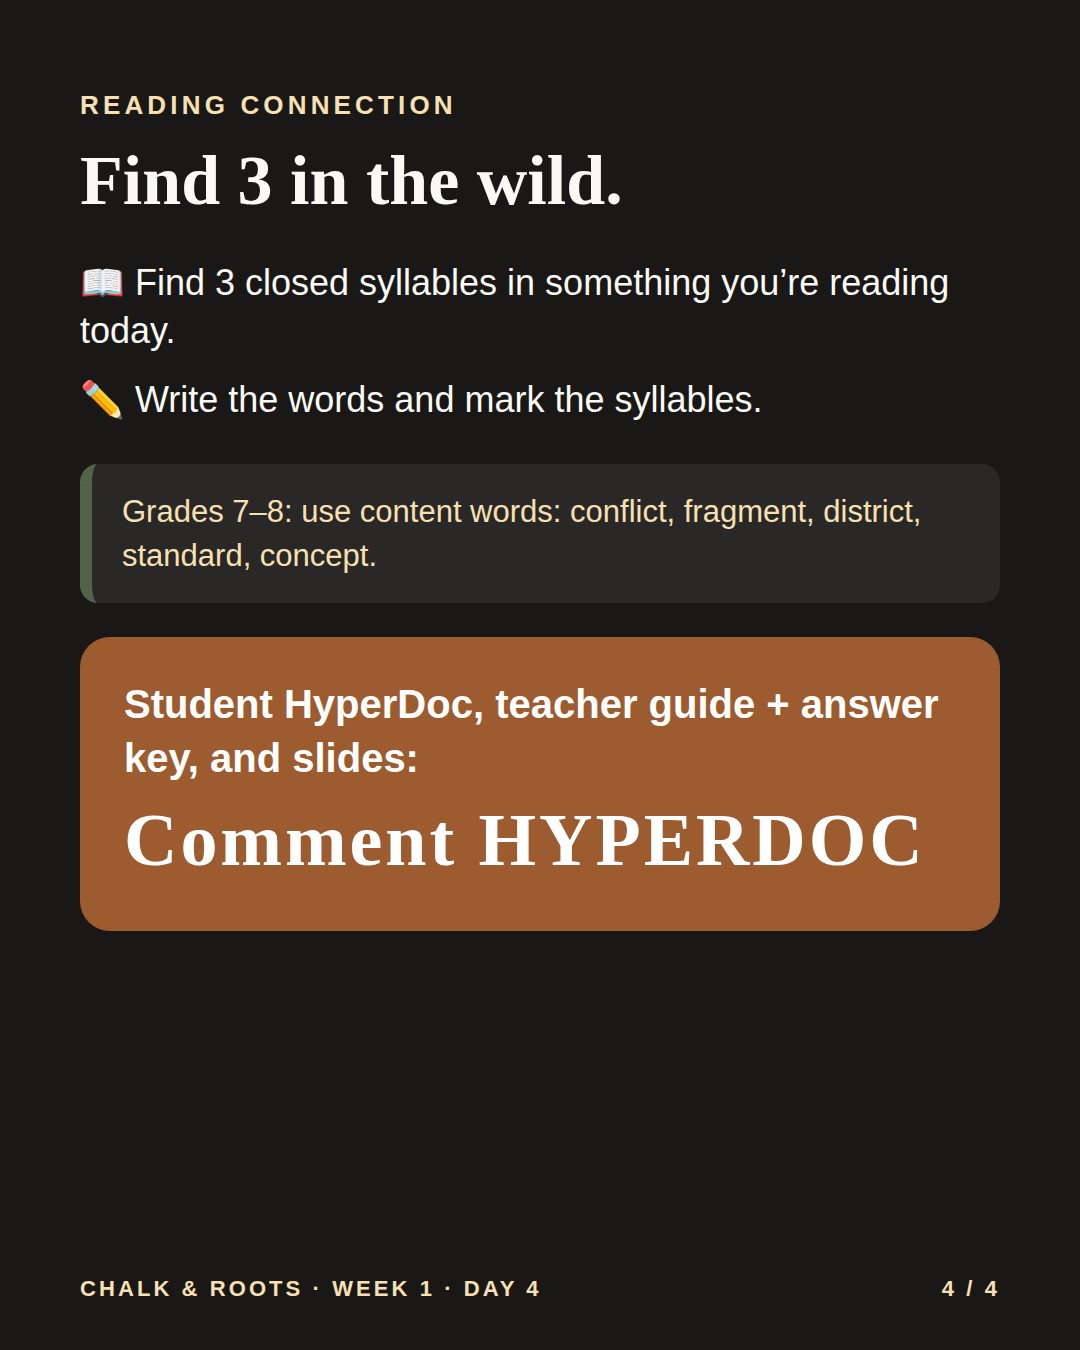 READING CONNECTION
Find 3 in the wild.
📖 Find 3 closed syllables in something you’re reading
today.
✏️ Write the words and mark the syllables.
Grades 7–8: use content words: conflict, fragment, district,
standard, concept.
Student HyperDoc, teacher guide + answer
key, and slides:
Comment HYPERDOC
CHALK & ROOTS · WEEK 1 · DAY 4
4 / 4